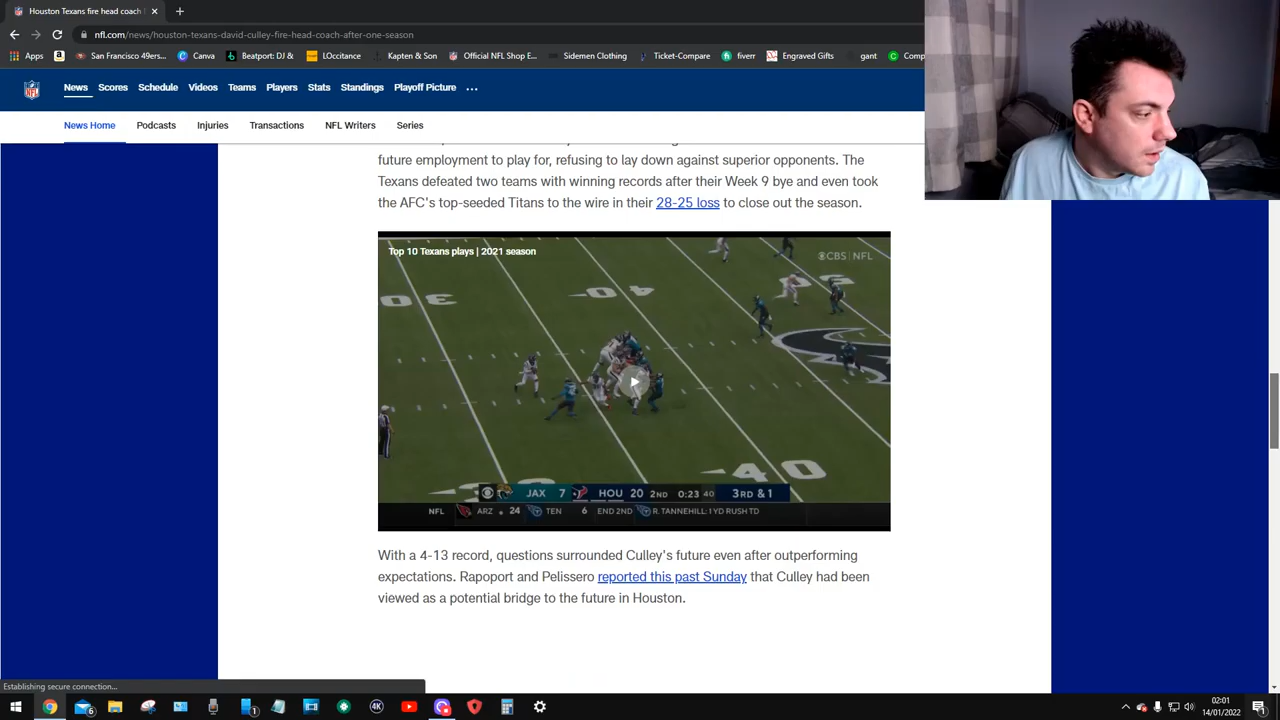 Houston Texans fire head coach
nfl.com/news/houston-texans-david-culley-fire-head-coach-after-one-season
Apps San Francisco 49ers... Canva Beatport: DJ & LOccitance Kapten & Son Official NFL Shop E... Sidemen Clothing Ticket-Compare fiverr Engraved Gifts gant Comp
News Scores Schedule Videos Teams Players Stats Standings Playoff Picture ...
News Home Podcasts Injuries Transactions NFL Writers Series
future employment to play for, refusing to lay down against superior opponents. The
Texans defeated two teams with winning records after their Week 9 bye and even took
the AFC's top-seeded Titans to the wire in their 28-25 loss to close out the season.
Top 10 Texans plays | 2021 season
CBS | NFL
30 40 50
40
JAX 7 HOU 20 2ND 0:23 40 3RD & 1
NFL ARZ 24 TEN 6 END 2ND R. TANNEHILL: 1 YD RUSH TD
With a 4-13 record, questions surrounded Culley's future even after outperforming
expectations. Rapoport and Pelissero reported this past Sunday that Culley had been
viewed as a potential bridge to the future in Houston.
Establishing secure connection...
4K
02:01
14/01/2022